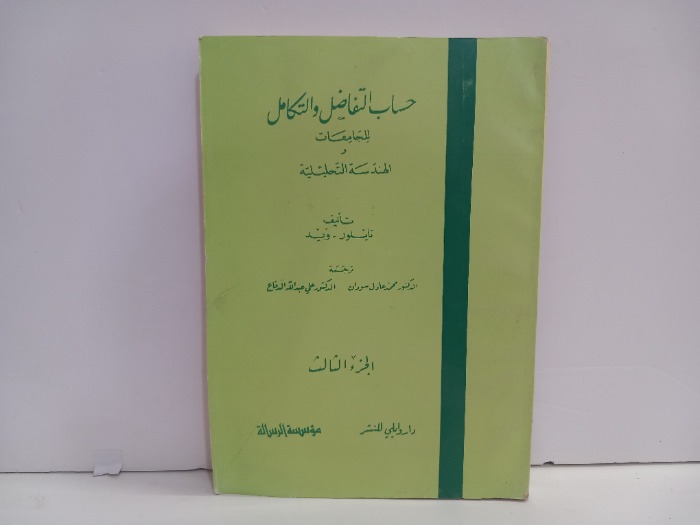 حساب التفاضل والتكامل
للجامعات
و
الهندسة التحليلية
تأليف
تايلور - وَيد
ترجمة
الدكتور محمد عادل سودان الدكتور علي عبدالله الدفاع
الجزء الثالث
دار وايلي للنشر مؤسسة الرسالة